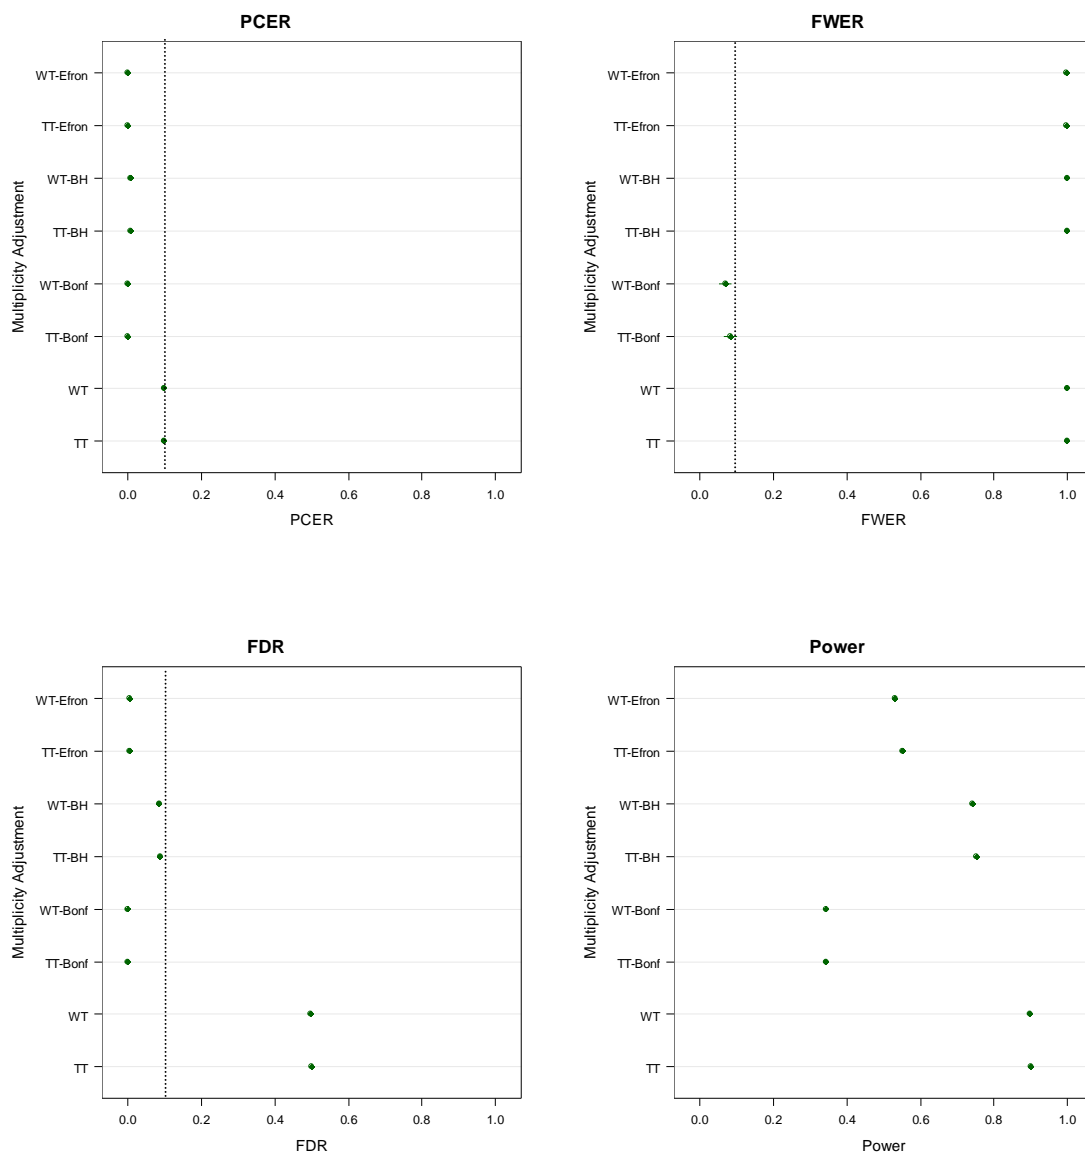 PCER
WT-Efron
TT-Efron
WT-BH
TT-BH
WT-Bonf
TT-Bonf
WT
TT
Multiplicity Adjustment
0.0 0.2 0.4 0.6 0.8 1.0
PCER
FWER
WT-Efron
TT-Efron
WT-BH
TT-BH
WT-Bonf
TT-Bonf
WT
TT
Multiplicity Adjustment
0.0 0.2 0.4 0.6 0.8 1.0
FWER
FDR
WT-Efron
TT-Efron
WT-BH
TT-BH
WT-Bonf
TT-Bonf
WT
TT
Multiplicity Adjustment
0.0 0.2 0.4 0.6 0.8 1.0
FDR
Power
WT-Efron
TT-Efron
WT-BH
TT-BH
WT-Bonf
TT-Bonf
WT
TT
Multiplicity Adjustment
0.0 0.2 0.4 0.6 0.8 1.0
Power